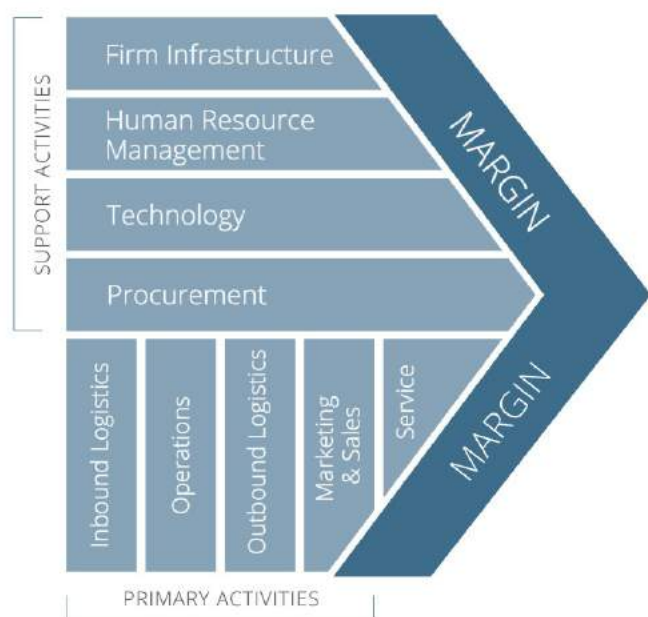 SUPPORT ACTIVITIES
Firm Infrastructure
Human Resource
Management
Technology
Procurement
MARGIN
MARGIN
Inbound Logistics
Operations
Outbound Logistics
Marketing
& Sales
Service
PRIMARY ACTIVITIES